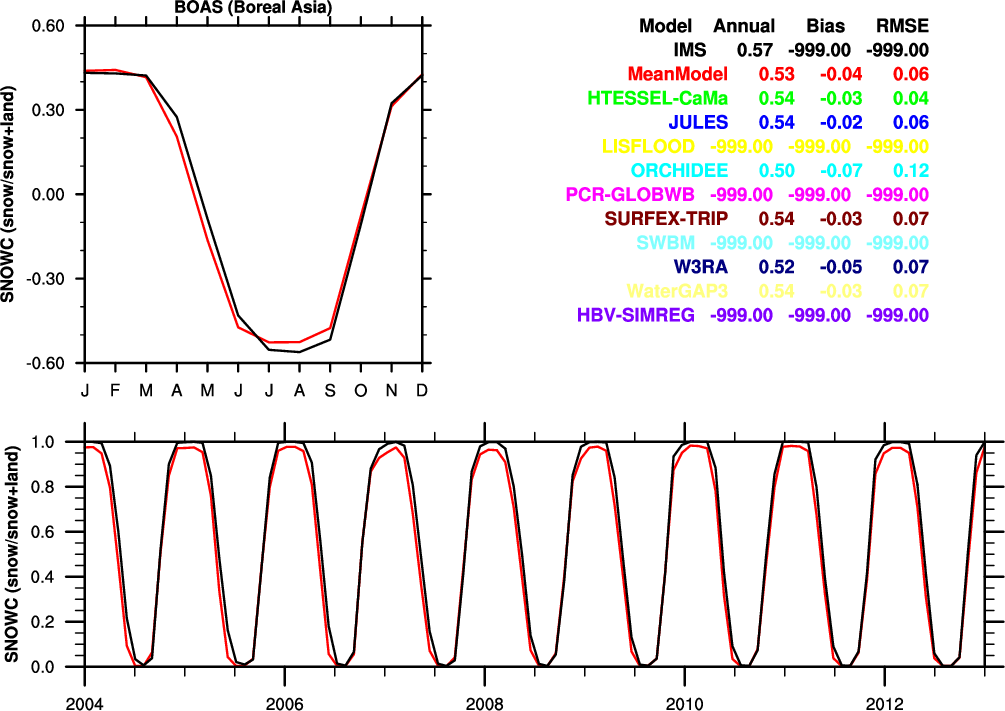 BOAS (Boreal Asia)
SNOWC (snow/snow+land)
0.60
0.30
0.00
-0.30
-0.60
J F M A M J J A S O N D
Model Annual Bias RMSE
IMS 0.57 -999.00 -999.00
MeanModel 0.53 -0.04 0.06
HTESSEL-CaMa 0.54 -0.03 0.04
JULES 0.54 -0.02 0.06
LISFLOOD -999.00 -999.00 -999.00
ORCHIDEE 0.50 -0.07 0.12
PCR-GLOBWB -999.00 -999.00 -999.00
SURFEX-TRIP 0.54 -0.03 0.07
SWBM -999.00 -999.00 -999.00
W3RA 0.52 -0.05 0.07
WaterGAP3 0.54 -0.03 0.07
HBV-SIMREG -999.00 -999.00 -999.00
SNOWC (snow/snow+land)
1.0
0.8
0.6
0.4
0.2
0.0
2004 2006 2008 2010 2012